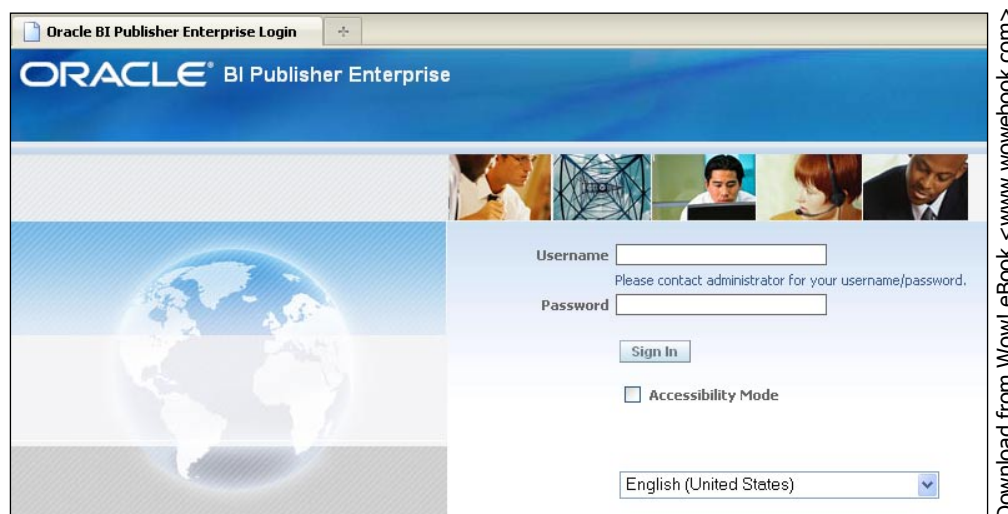 Oracle BI Publisher Enterprise Login
ORACLE® BI Publisher Enterprise
Username
Please contact administrator for your username/password.
Password
Sign In
Accessibility Mode
English (United States)
Download from Wow! eBook <www.wowebook.com>